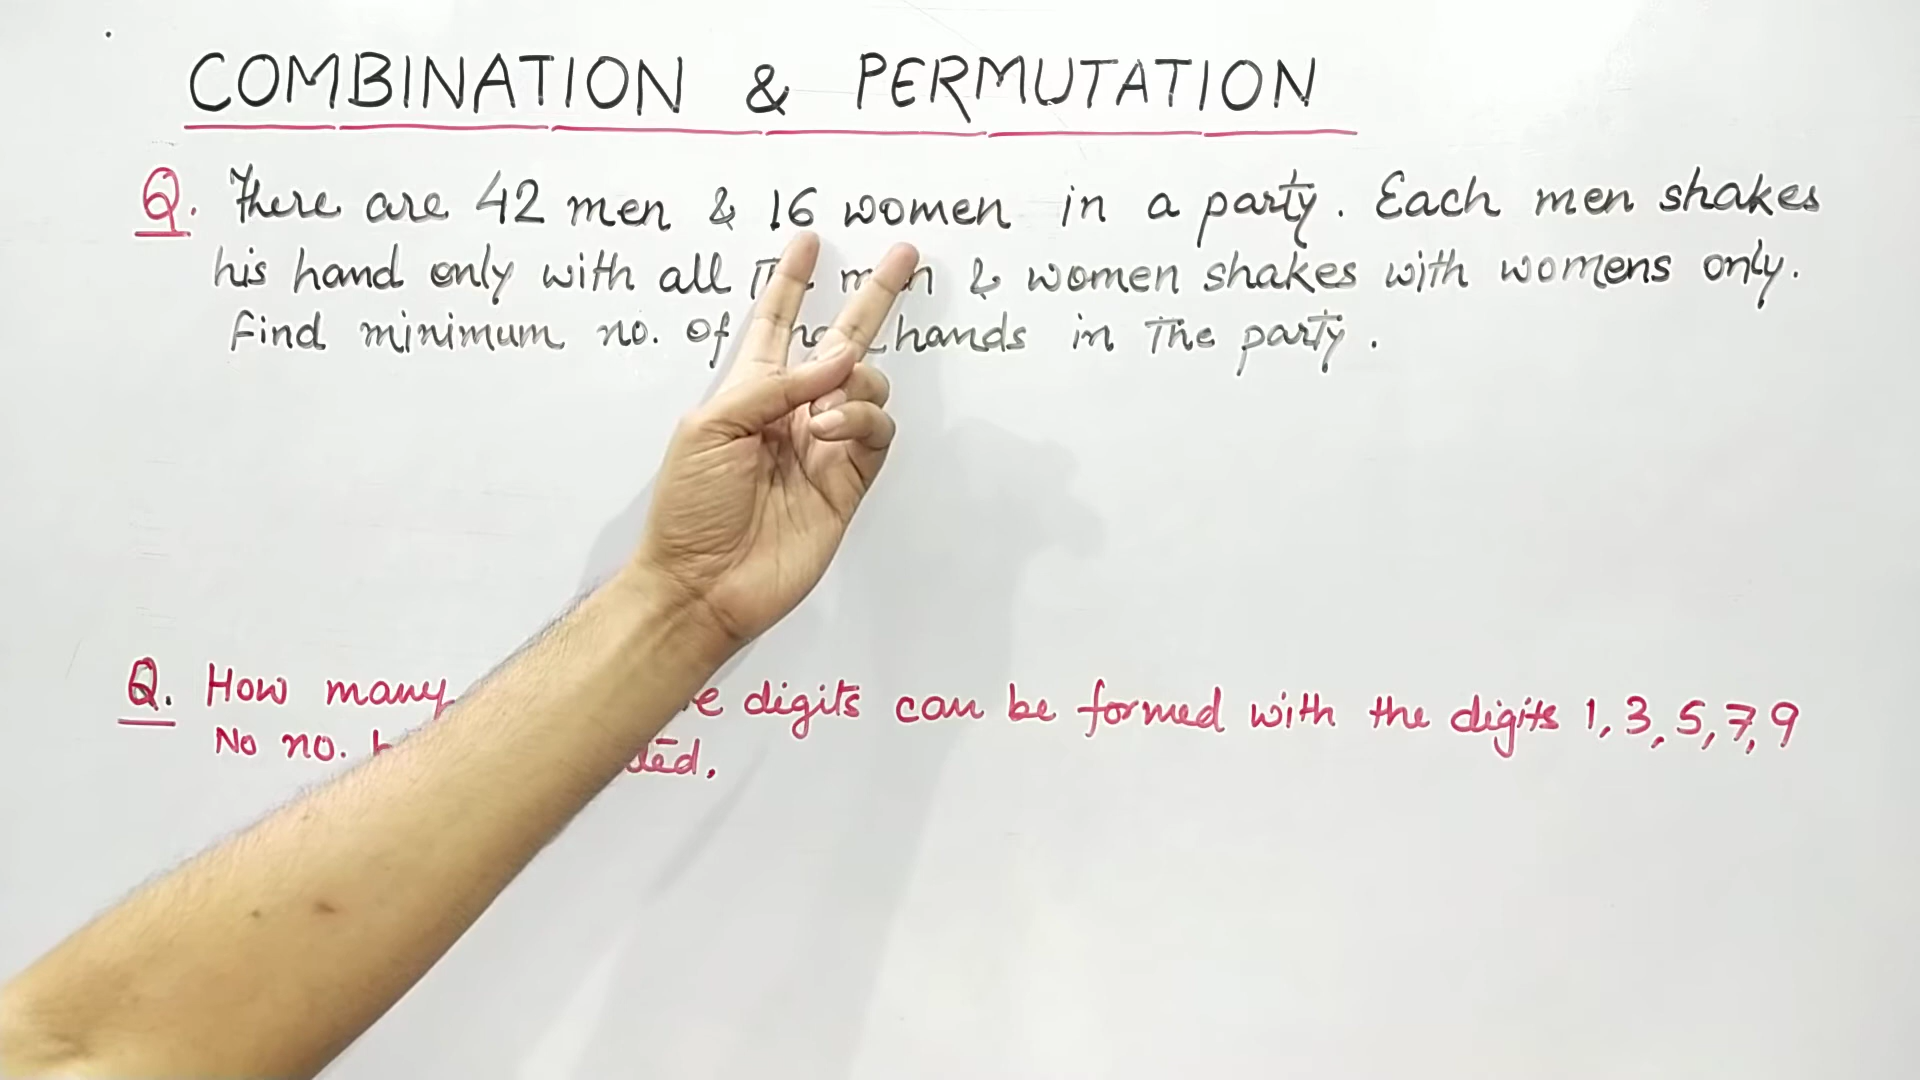 COMBINATION & PERMUTATION
Q. There are 42 men & 16 women in a party. Each men shakes
his hand only with all men & women shakes with womens only.
Find minimum no. of hands in The party.
Q. How many digits can be formed with the digits 1, 3, 5, 7, 9
No no.